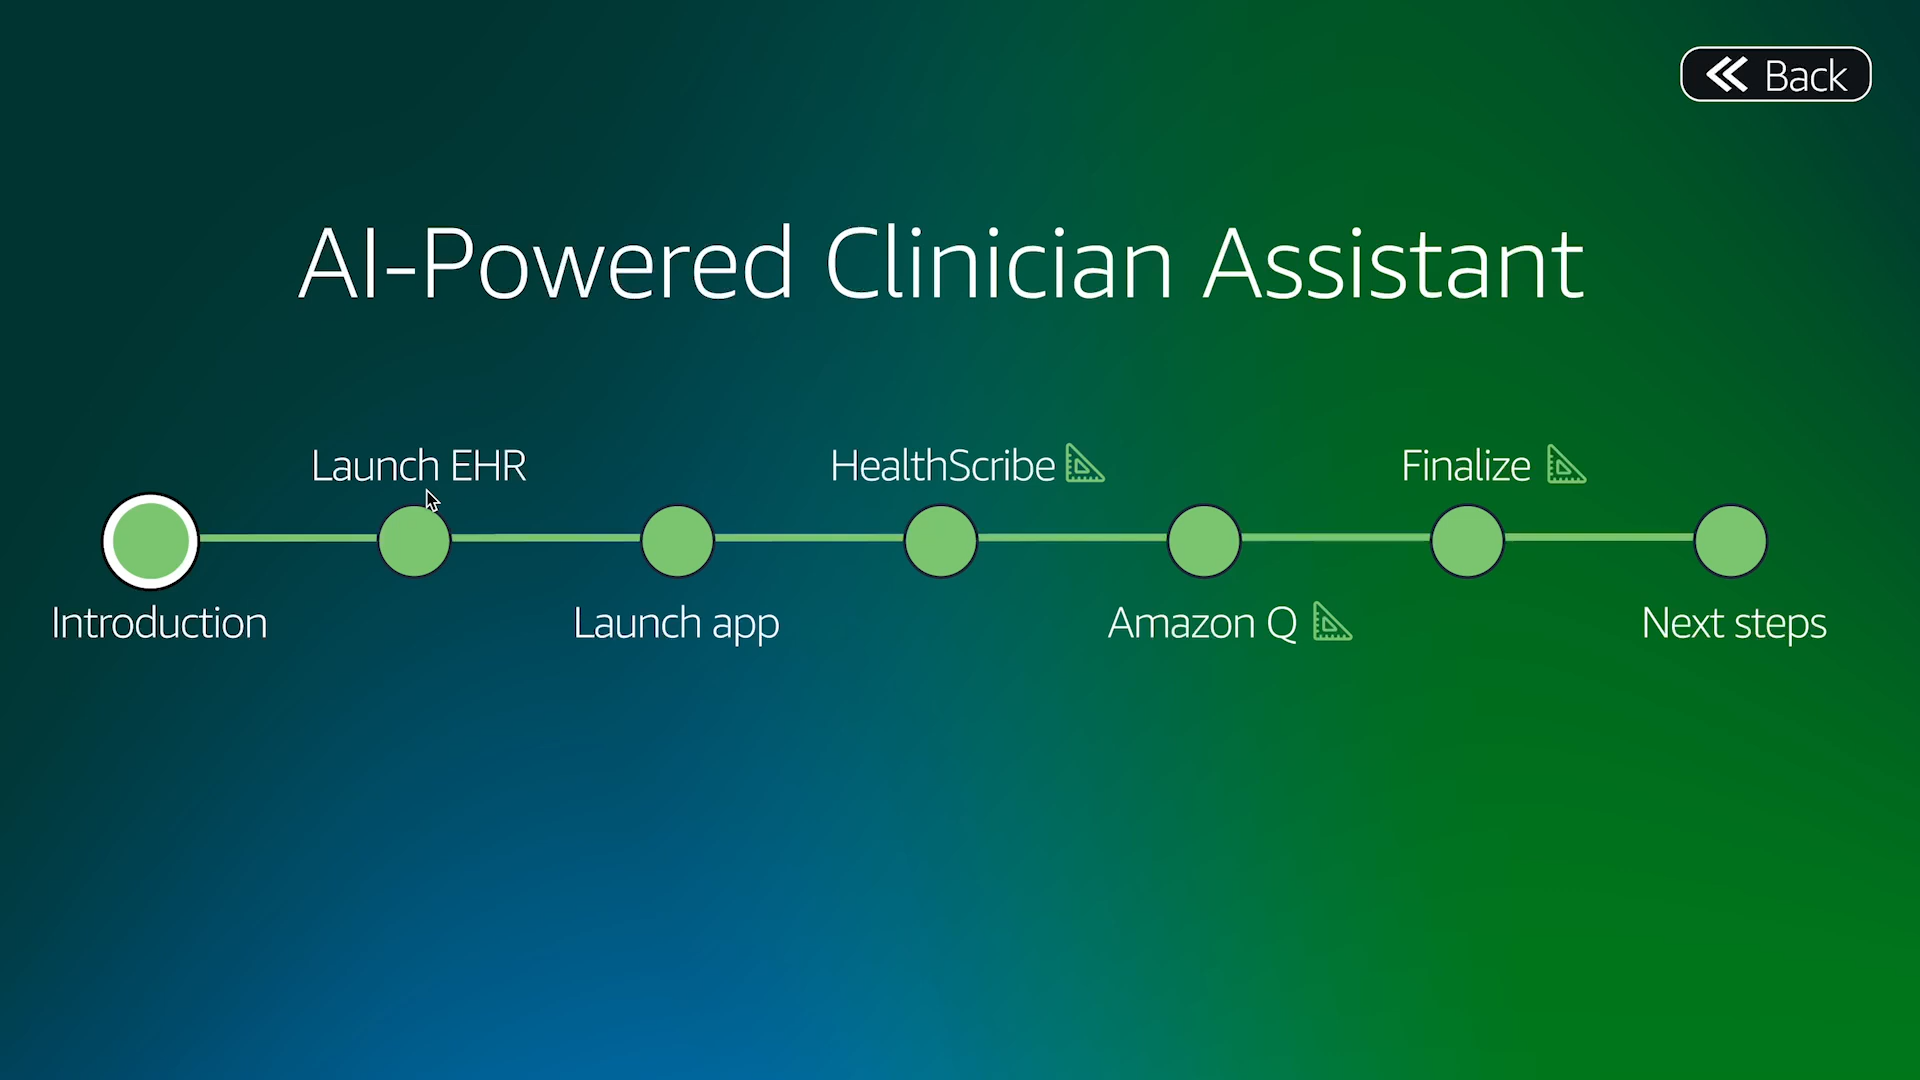 Back
AI-Powered Clinician Assistant
Launch EHR
HealthScribe
Finalize
Introduction
Launch app
Amazon Q
Next steps